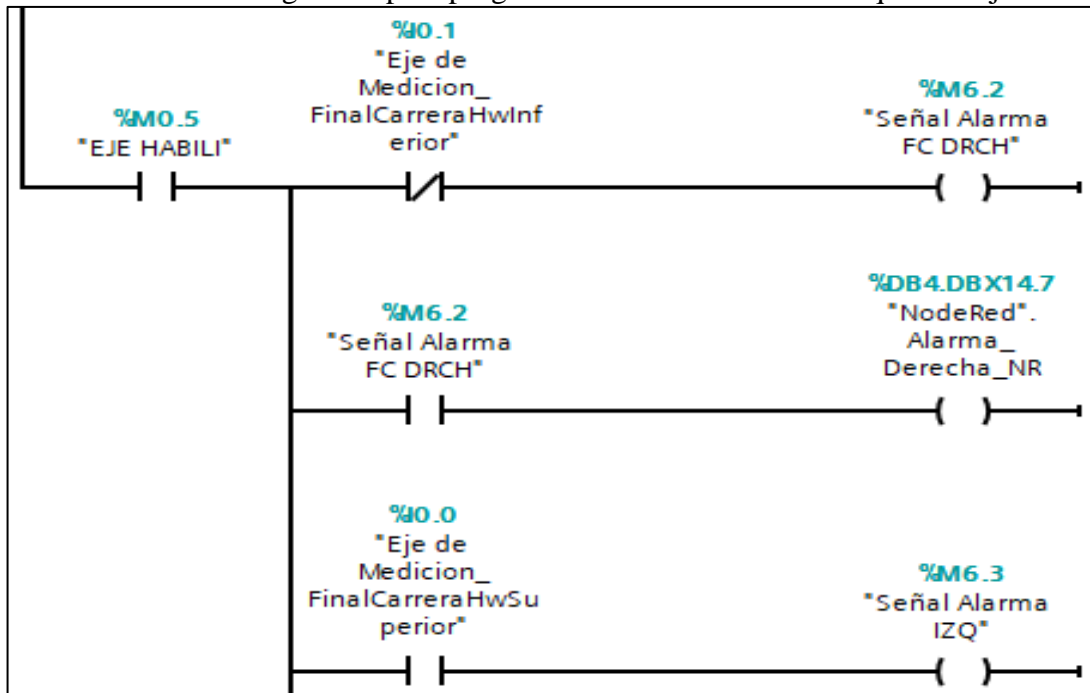 %I0.1
"Eje de
Medicion_
FinalCarreraHwInf
erior"
%M6.2
"Señal Alarma
FC DRCH"
%M0.5
"EJE HABILI"
%DB4.DBX14.7
"NodeRed".
Alarma_
Derecha_NR
%M6.2
"Señal Alarma
FC DRCH"
%I0.0
"Eje de
Medicion_
FinalCarreraHwSu
perior"
%M6.3
"Señal Alarma
IZQ"